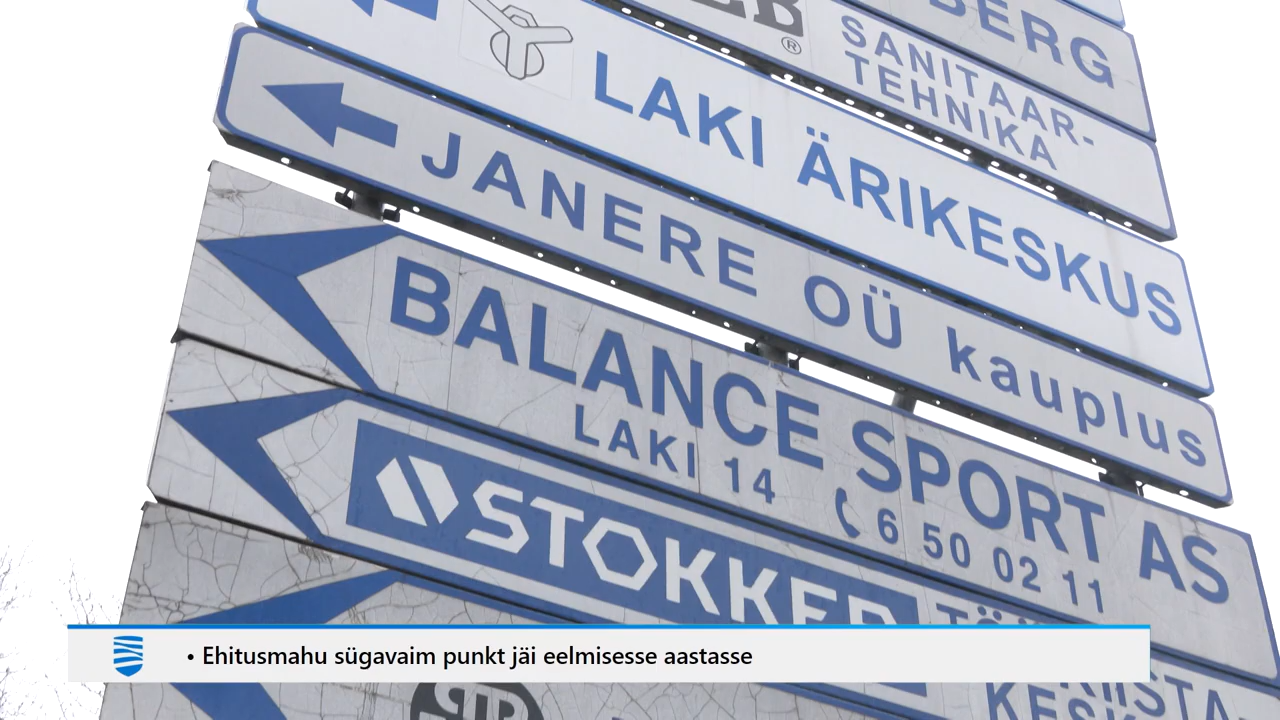 BERG
SANITAAR-
TEHNIKA
LAKI ÄRIKESKUS
JANERE OÜ kauplus
BALANCE SPORT AS
LAKI 14
6 50 02 11
STOKKER
• Ehitusmahu sügavaim punkt jäi eelmisesse aastasse